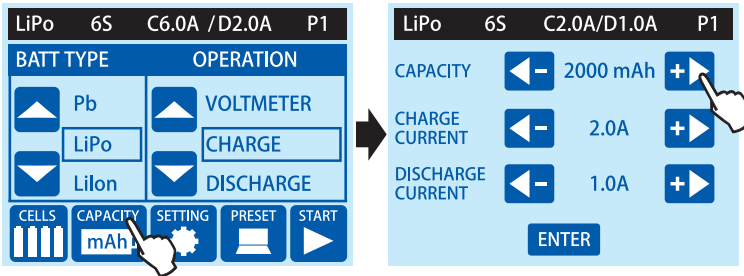 LiPo 6S C6.0A /D2.0A P1
BATT TYPE OPERATION
Pb VOLTMETER
LiPo CHARGE
LiIon DISCHARGE
CELLS CAPACITY SETTING PRESET START
mAh
LiPo 6S C2.0A/D1.0A P1
CAPACITY - 2000 mAh +
CHARGE
CURRENT - 2.0A +
DISCHARGE
CURRENT - 1.0A +
ENTER